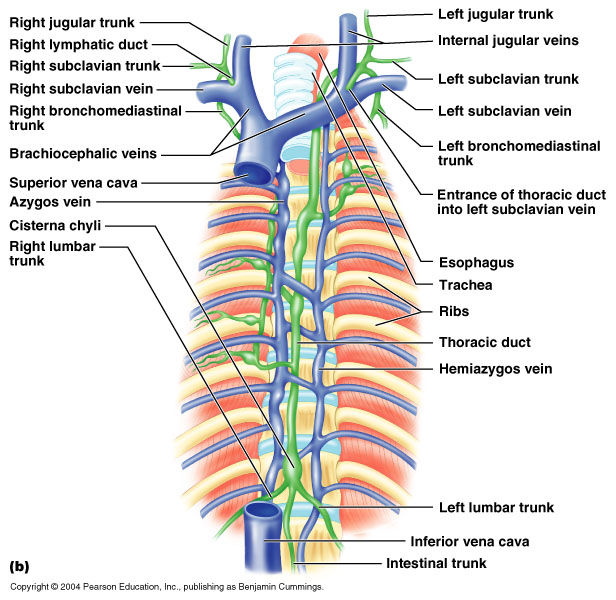 Right jugular trunk
Right lymphatic duct
Right subclavian trunk
Right subclavian vein
Right bronchomediastinal
trunk
Brachiocephalic veins
Superior vena cava
Azygos vein
Cisterna chyli
Right lumbar
trunk
Left jugular trunk
Internal jugular veins
Left subclavian trunk
Left subclavian vein
Left bronchomediastinal
trunk
Entrance of thoracic duct
into left subclavian vein
Esophagus
Trachea
Ribs
Thoracic duct
Hemiazygos vein
Left lumbar trunk
Inferior vena cava
Intestinal trunk
(b)
Copyright © 2004 Pearson Education, Inc., publishing as Benjamin Cummings.